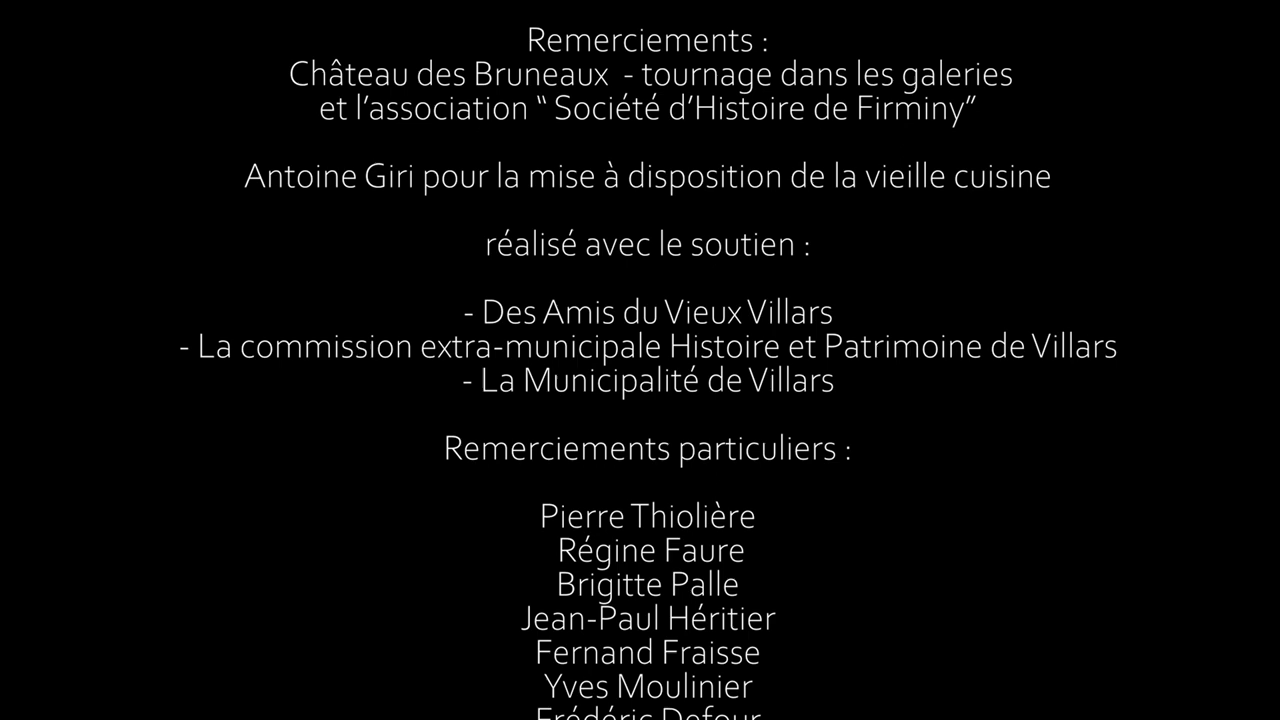 Remerciements :
Château des Bruneaux  - tournage dans les galeries
et l’association “ Société d’Histoire de Firminy”
Antoine Giri pour la mise à disposition de la vieille cuisine
réalisé avec le soutien :
- Des Amis du Vieux Villars
- La commission extra-municipale Histoire et Patrimoine de Villars
- La Municipalité de Villars
Remerciements particuliers :
Pierre Thiolière
Régine Faure
Brigitte Palle
Jean-Paul Héritier
Fernand Fraisse
Yves Moulinier
Frédéric Defour